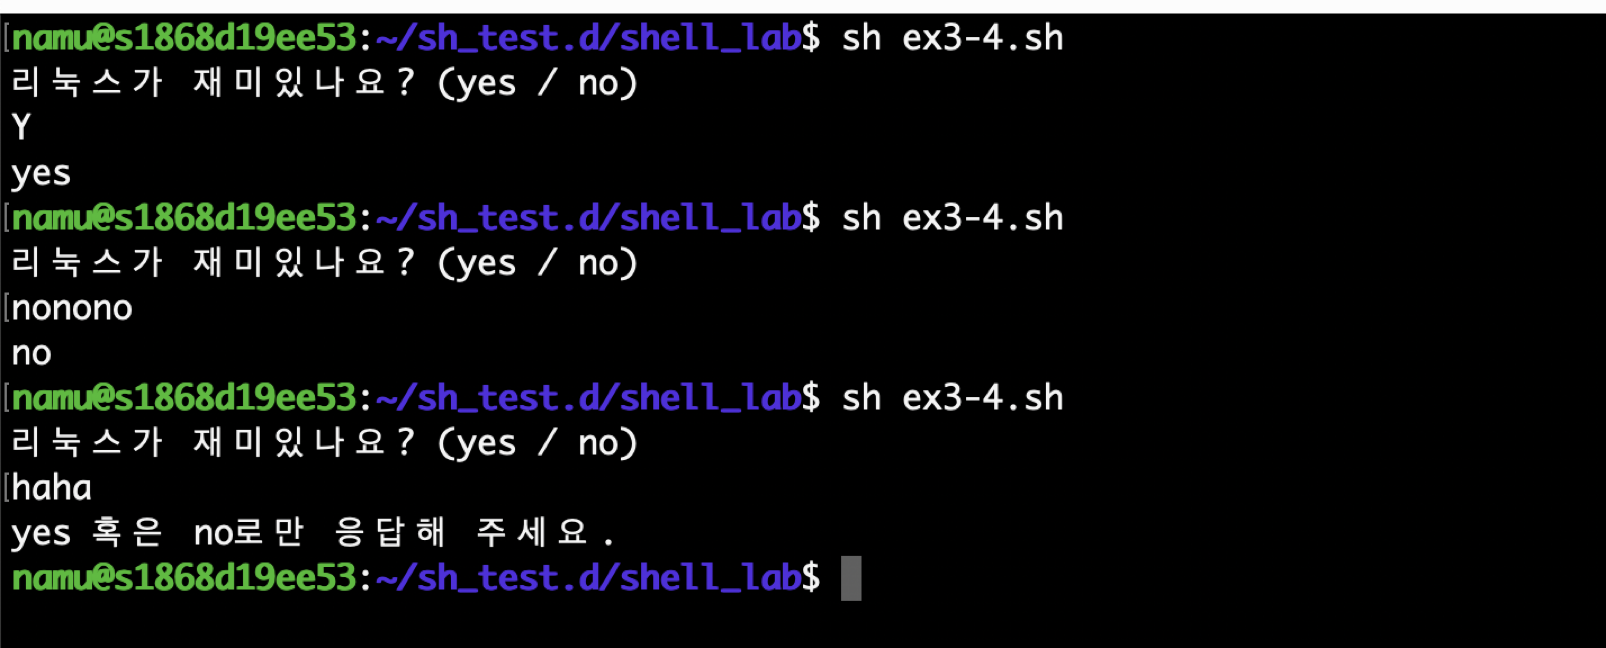 [namu@s1868d19ee53:~/sh_test.d/shell_lab$ sh ex3-4.sh
리눅스가 재미있나요? (yes / no)
Y
yes
[namu@s1868d19ee53:~/sh_test.d/shell_lab$ sh ex3-4.sh
리눅스가 재미있나요? (yes / no)
[nonono
no
[namu@s1868d19ee53:~/sh_test.d/shell_lab$ sh ex3-4.sh
리눅스가 재미있나요? (yes / no)
[haha
yes 혹은 no로만 응답해 주세요.
namu@s1868d19ee53:~/sh_test.d/shell_lab$